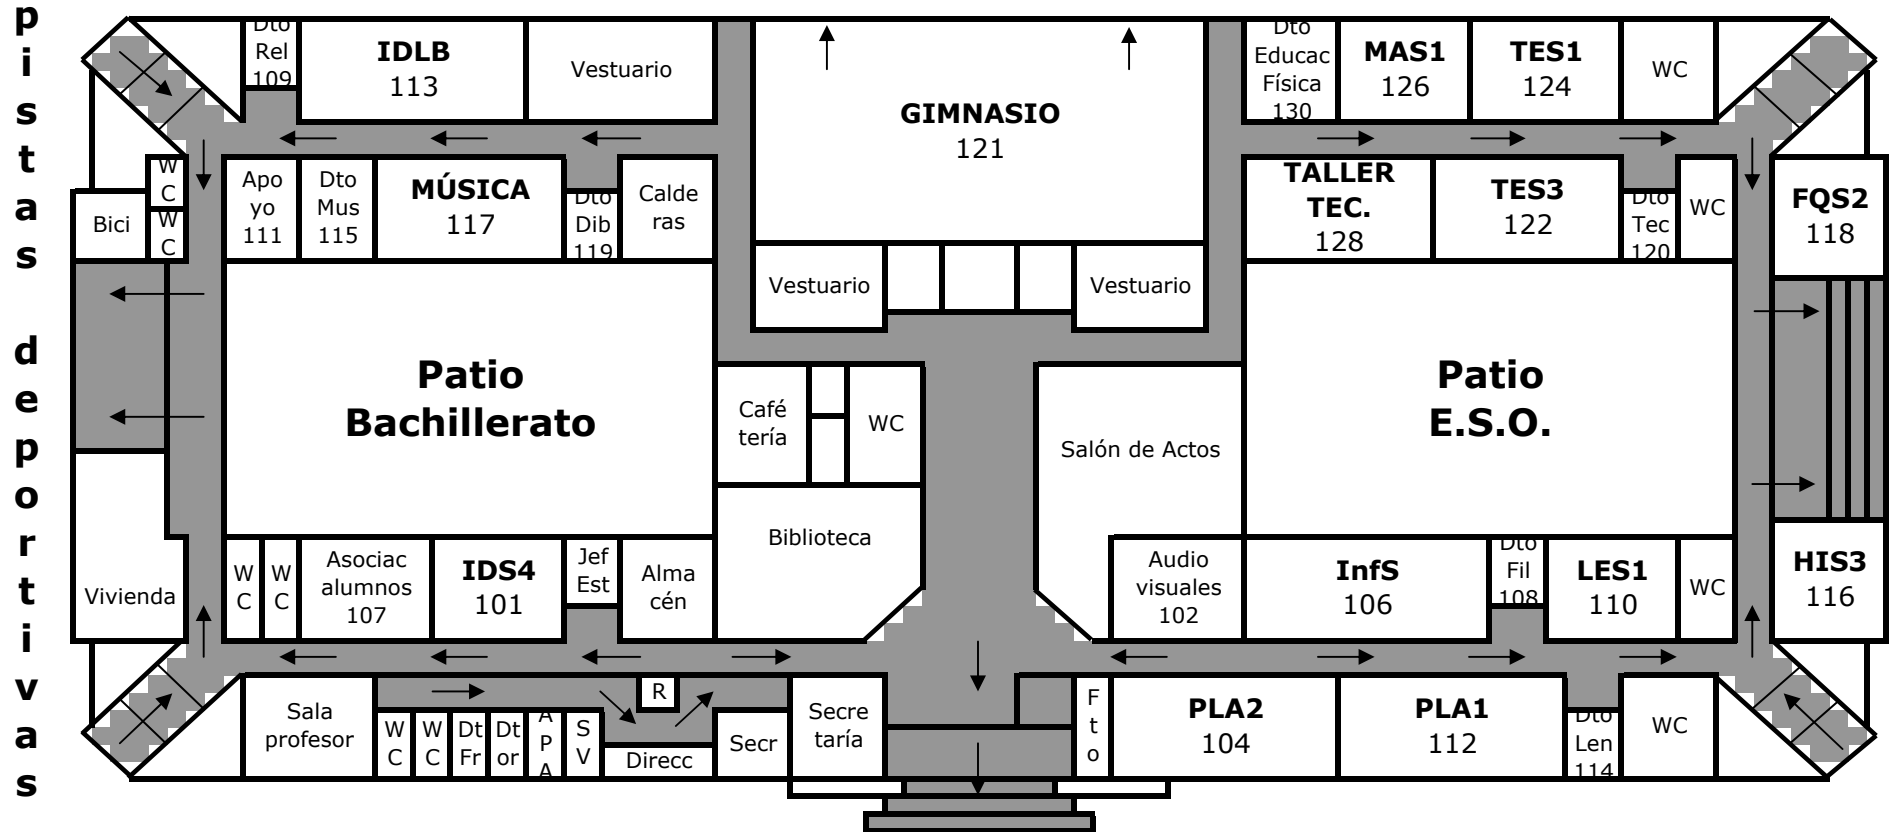 pistas deportivas
Dto
Rel
109
IDLB
113
Vestuario
GIMNASIO
121
Dto
Educac
Física
130
MAS1
126
TES1
124
WC
W
C
W
C
Bici
Apo
yo
111
Dto
Mus
115
MÚSICA
117
Dto
Dib
119
Calde
ras
Vestuario
Vestuario
TALLER
TEC.
128
TES3
122
Dto
Tec
120
WC
FQS2
118
Patio
Bachillerato
Café
tería
WC
Salón de Actos
Patio
E.S.O.
Biblioteca
Vivienda
W
C
W
C
Asociac
alumnos
107
IDS4
101
Jef
Est
Alma
cén
Audio
visuales
102
InfS
106
Dto
Fil
108
LES1
110
WC
HIS3
116
Sala
profesor
W
C
W
C
Dt
Fr
Dt
or
A
P
A
S
V
R
Direcc
Secr
Secre
taría
F
t
o
PLA2
104
PLA1
112
Dto
Len
114
WC